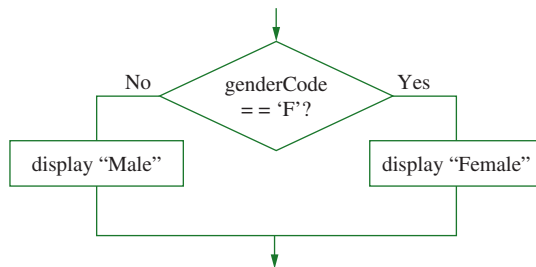 No
genderCode
= = ‘F’?
Yes
display “Male”
display “Female”